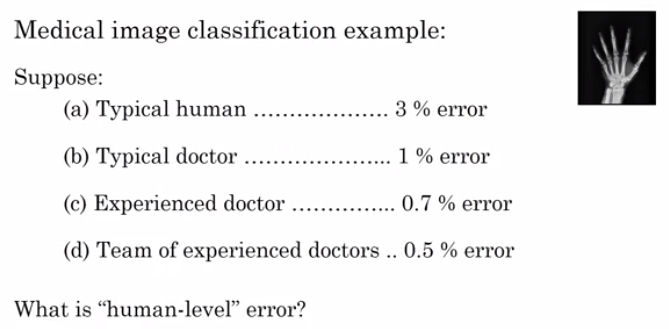 Medical image classification example:
Suppose:
(a) Typical human ................... 3 % error
(b) Typical doctor ..................... 1 % error
(c) Experienced doctor ............... 0.7 % error
(d) Team of experienced doctors .. 0.5 % error
What is “human-level” error?